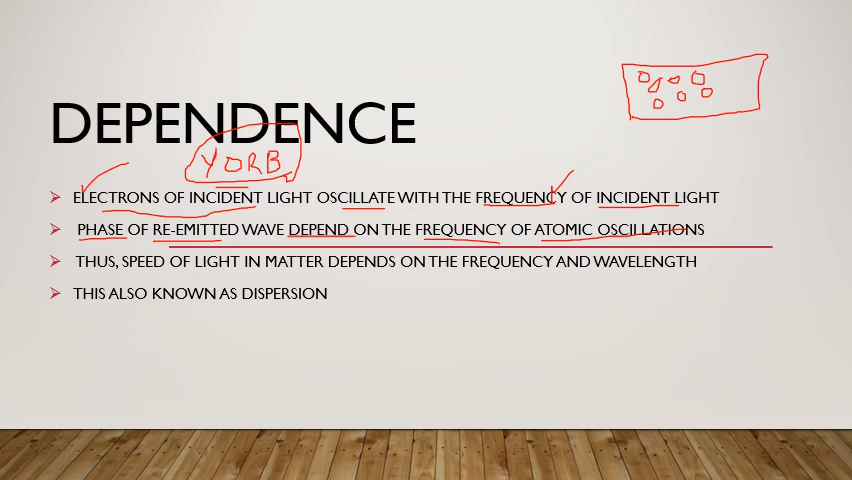 DEPENDENCE
YORB
ELECTRONS OF INCIDENT LIGHT OSCILLATE WITH THE FREQUENCY OF INCIDENT LIGHT
PHASE OF RE-EMITTED WAVE DEPEND ON THE FREQUENCY OF ATOMIC OSCILLATIONS
THUS, SPEED OF LIGHT IN MATTER DEPENDS ON THE FREQUENCY AND WAVELENGTH
THIS ALSO KNOWN AS DISPERSION